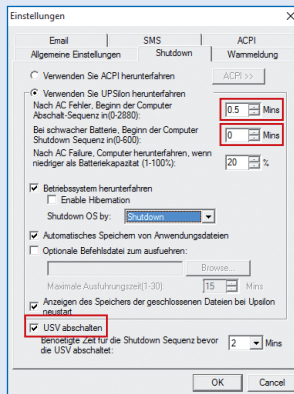 Einstellungen
Email SMS ACPI
Allgemeine Einstellungen Shutdown Warnmeldung
Verwenden Sie ACPI herunterfahren ACPI >>
Verwenden Sie UPSilon herunterfahren
Nach AC Fehler, Beginn der Computer
Abschalt-Sequenz in(0-2880): 0.5 Mins
Bei schwacher Batterie, Beginn der Computer
Shutdown Sequenz in(0-600): 0 Mins
Nach AC Failure, Computer herunterfahren, wenn
niedriger als Batteriekapazitat (1-100%): 20 %
Betriebssystem herunterfahren
Enable Hibernation
Shutdown OS by: Shutdown
Automatisches Speichern von Anwendungsdateien
Optionale Befehlsdatei zum ausfuehren:
Browse...
Maximale Ausfuhrungszeit(1-30) 15 Mins
Anzeigen des Speichers der geschlossenen Dateien bei Upsilon
neustart
USV abschalten
Benoetigte Zeit für die Shutdown Sequenz bevor
die USV abschaltet: 2 Mins
OK Cancel